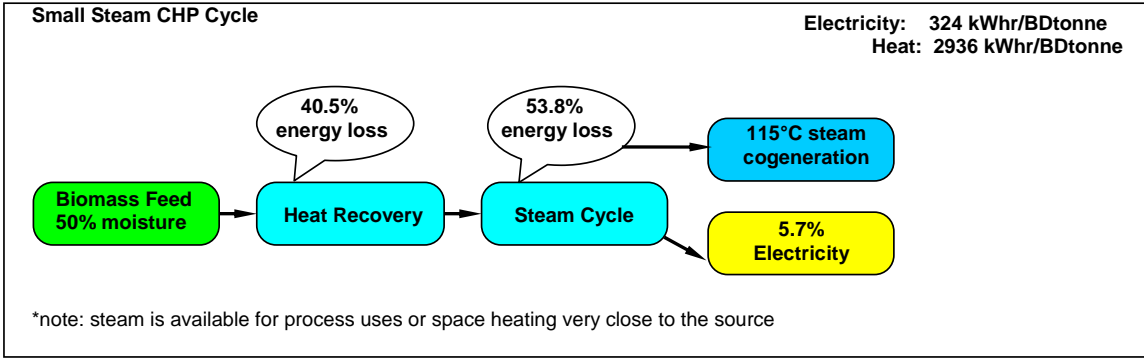 Small Steam CHP Cycle
Electricity: 324 kWhr/BDtonne
Heat: 2936 kWhr/BDtonne
40.5%
energy loss
53.8%
energy loss
115°C steam
cogeneration
Biomass Feed
50% moisture
Heat Recovery
Steam Cycle
5.7%
Electricity
*note: steam is available for process uses or space heating very close to the source